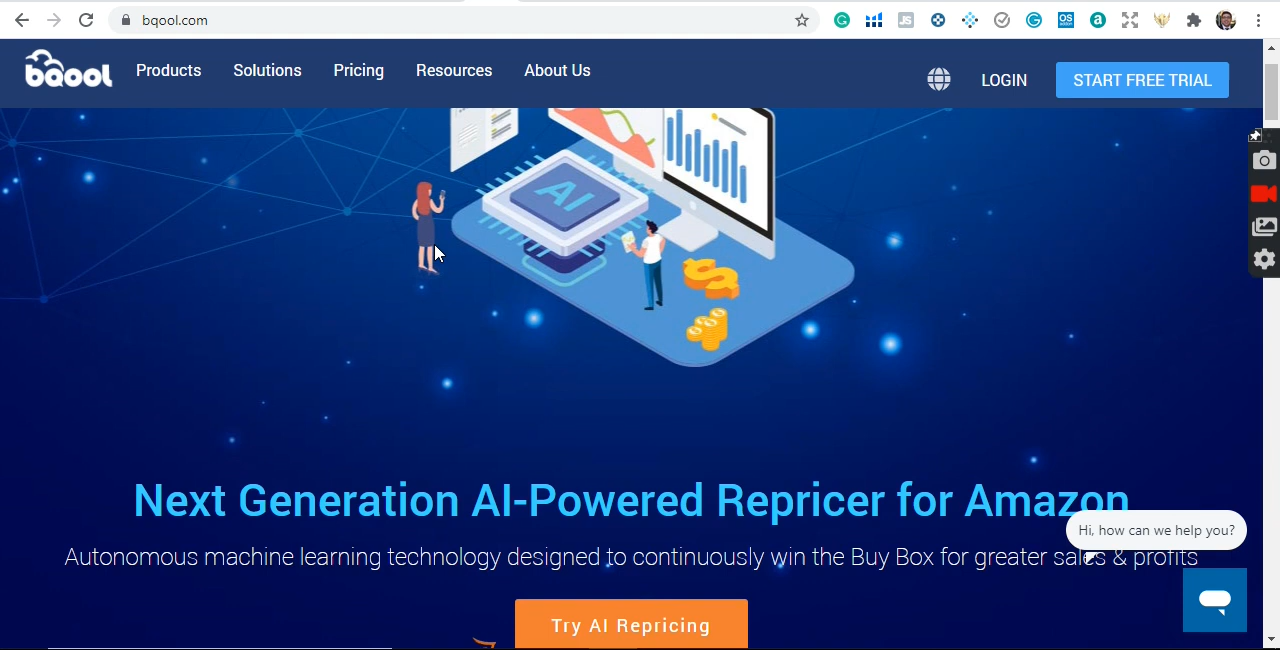 bqool.com
JS
OS
a
bqool
Products
Solutions
Pricing
Resources
About Us
LOGIN
START FREE TRIAL
AI
Next Generation AI-Powered Repricer for Amazon
Hi, how can we help you?
Autonomous machine learning technology designed to continuously win the Buy Box for greater sales & profits
Try AI Repricing